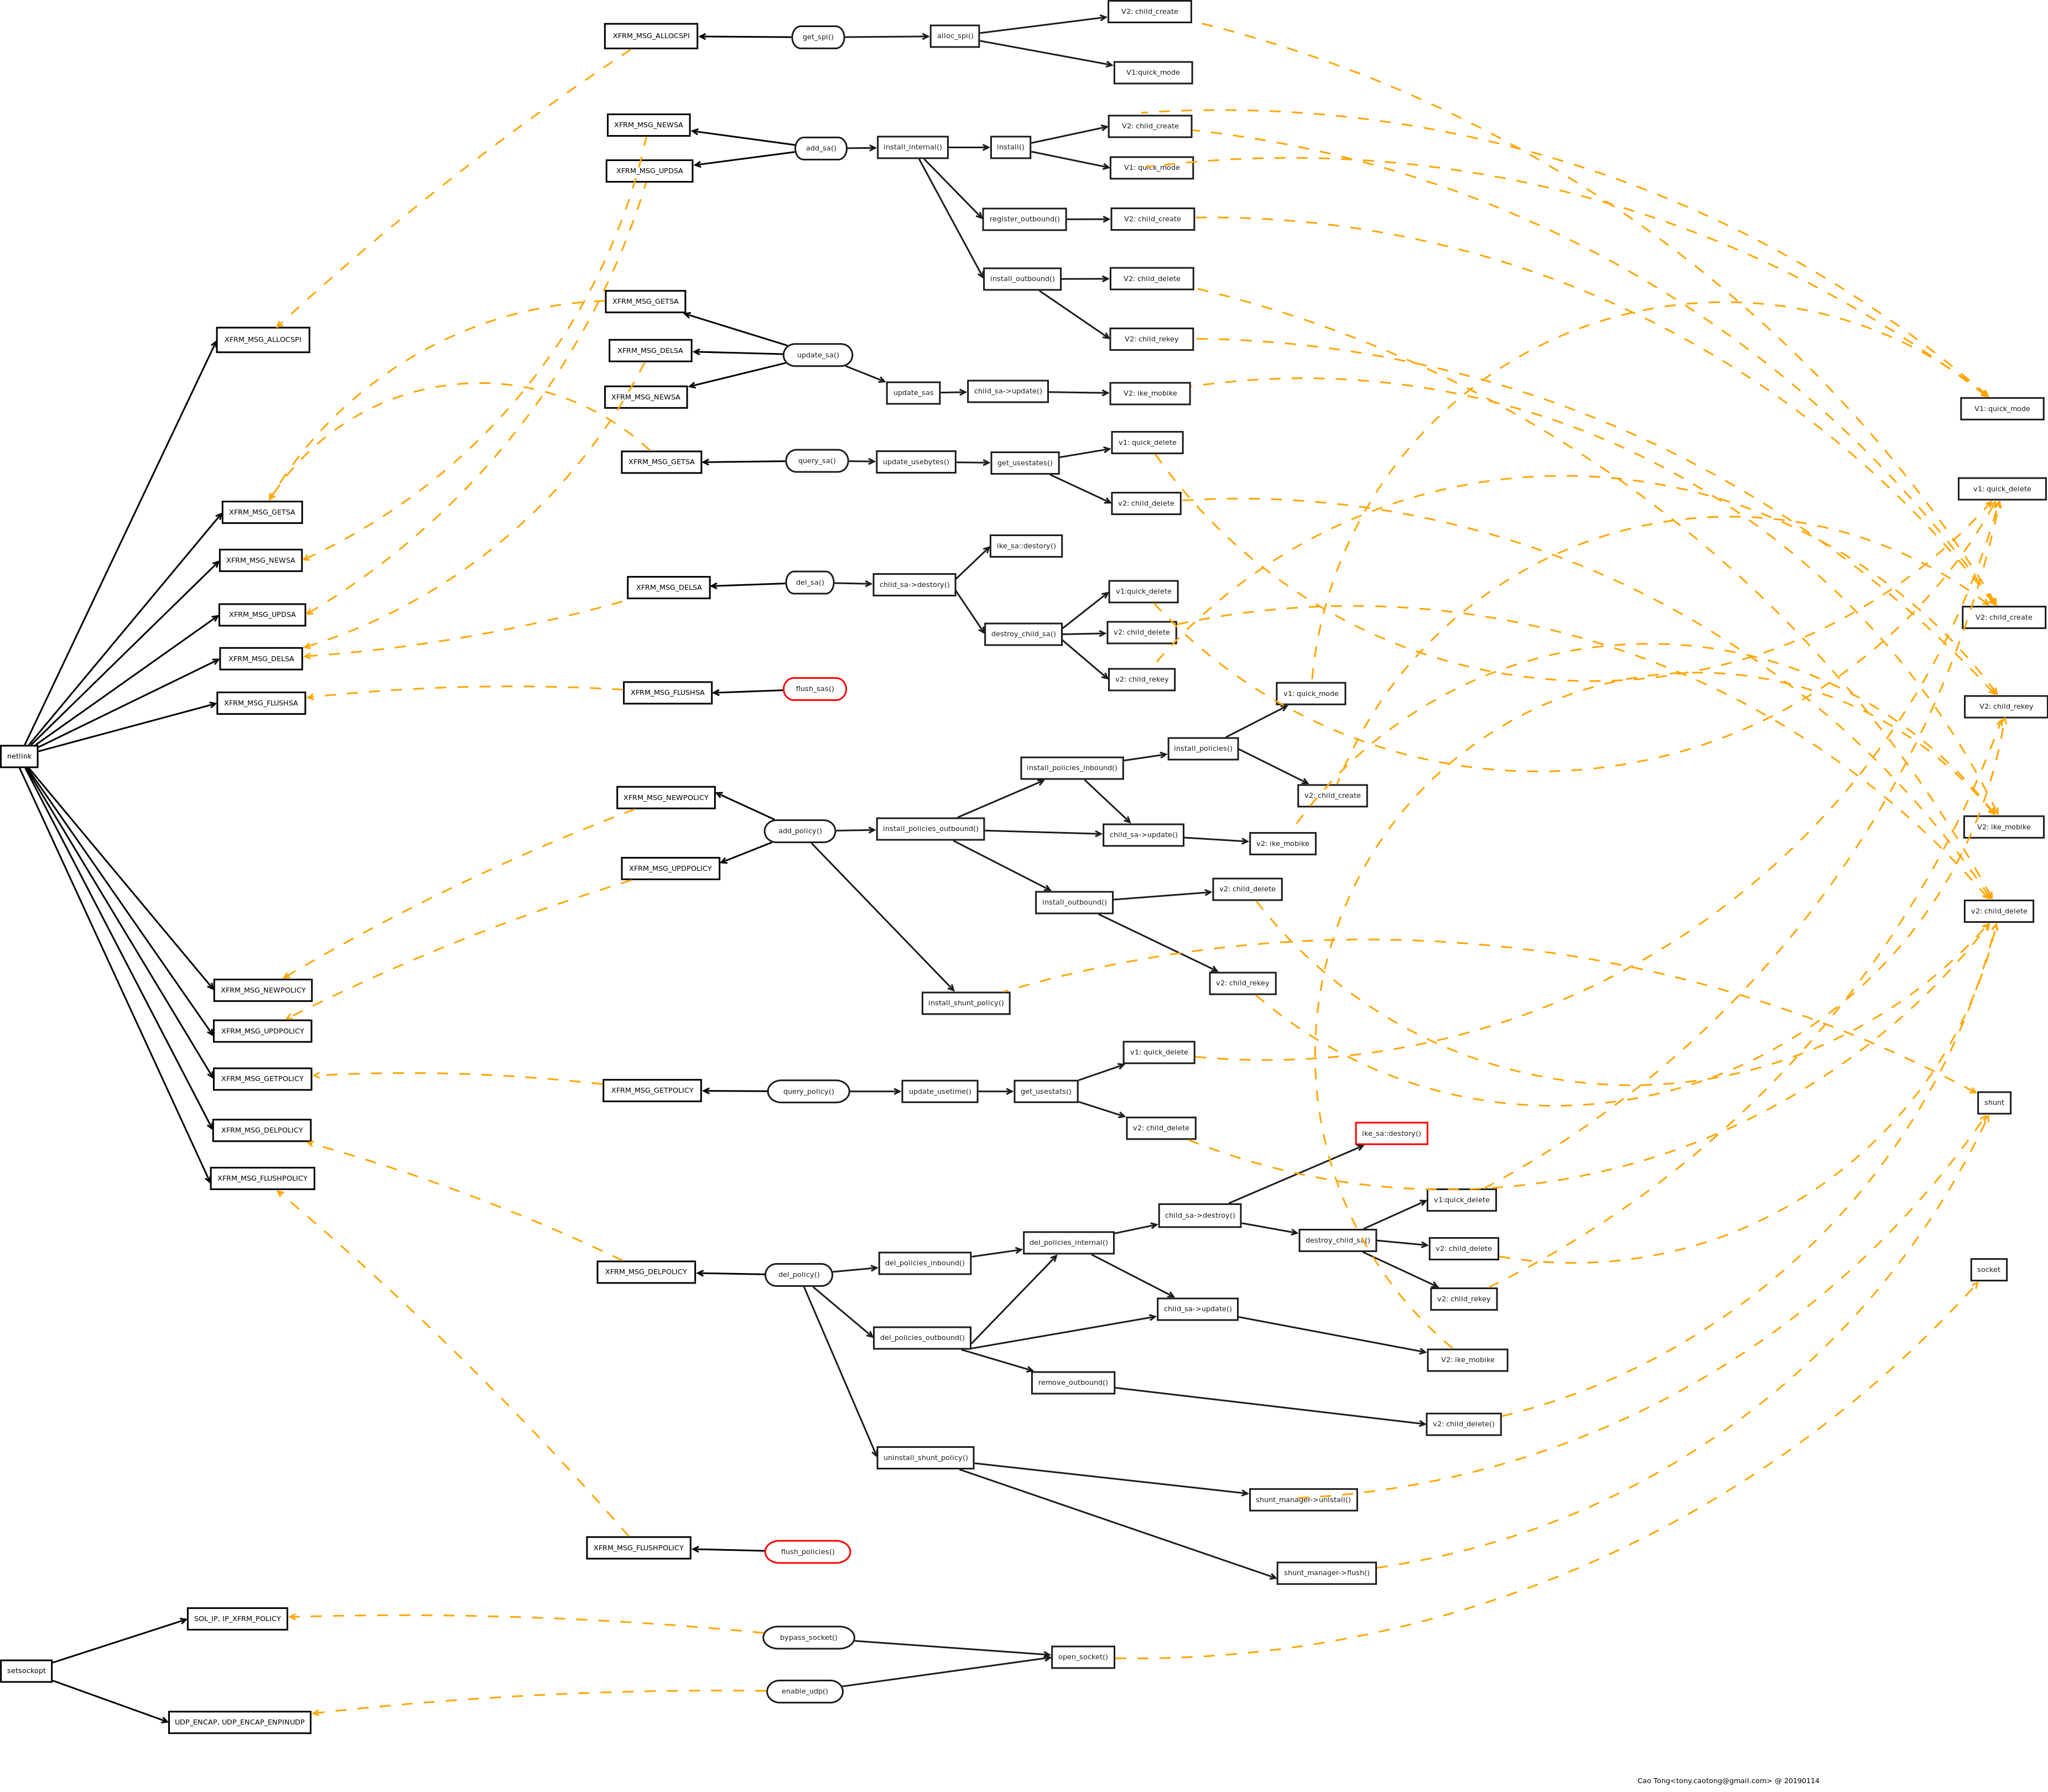 V2: child_create
XFRM_MSG_ALLOCSPI
get_spi()
alloc_spi()
V1:quick_mode
XFRM_MSG_NEWSA
V2: child_create
add_sa()
install_internal()
install()
XFRM_MSG_UPDSA
V1: quick_mode
register_outbound()
V2: child_create
install_outbound()
V2: child_delete
XFRM_MSG_GETSA
XFRM_MSG_ALLOCSPI
V2: child_rekey
XFRM_MSG_DELSA
update_sa()
XFRM_MSG_NEWSA
update_sas
child_sa->update()
V2: ike_mobike
V1: quick_mode
v1: quick_delete
XFRM_MSG_GETSA
query_sa()
update_usebytes()
get_usestates()
v1: quick_delete
v2: child_delete
XFRM_MSG_GETSA
ike_sa::destory()
XFRM_MSG_NEWSA
XFRM_MSG_DELSA
del_sa()
child_sa->destory()
v1:quick_delete
XFRM_MSG_UPDSA
V2: child_create
destroy_child_sa()
v2: child_delete
XFRM_MSG_DELSA
v2: child_rekey
XFRM_MSG_FLUSHSA
XFRM_MSG_FLUSHSA
flush_sas()
v1: quick_mode
V2: child_rekey
netlink
install_policies()
install_policies_inbound()
XFRM_MSG_NEWPOLICY
v2: child_create
add_policy()
install_policies_outbound()
child_sa->update()
v2: ike_mobike
V2: ike_mobike
XFRM_MSG_UPDPOLICY
v2: child_delete
install_outbound()
v2: child_delete
XFRM_MSG_NEWPOLICY
v2: child_rekey
install_shunt_policy()
XFRM_MSG_UPDPOLICY
v1: quick_delete
XFRM_MSG_GETPOLICY
XFRM_MSG_GETPOLICY
query_policy()
update_usetime()
get_usestats()
shunt
XFRM_MSG_DELPOLICY
v2: child_delete
ike_sa::destory()
XFRM_MSG_FLUSHPOLICY
v1:quick_delete
child_sa->destroy()
del_policies_internal()
destroy_child_sa()
v2: child_delete
del_policies_inbound()
XFRM_MSG_DELPOLICY
del_policy()
socket
v2: child_rekey
child_sa->update()
del_policies_outbound()
V2: ike_mobike
remove_outbound()
v2: child_delete()
uninstall_shunt_policy()
shunt_manager->unistall()
XFRM_MSG_FLUSHPOLICY
flush_policies()
shunt_manager->flush()
SOL_IP, IP_XFRM_POLICY
bypass_socket()
open_socket()
setsockopt
enable_udp()
UDP_ENCAP, UDP_ENCAP_ENPINUDP
Cao Tong<tony.caotong@gmail.com> @ 20190114